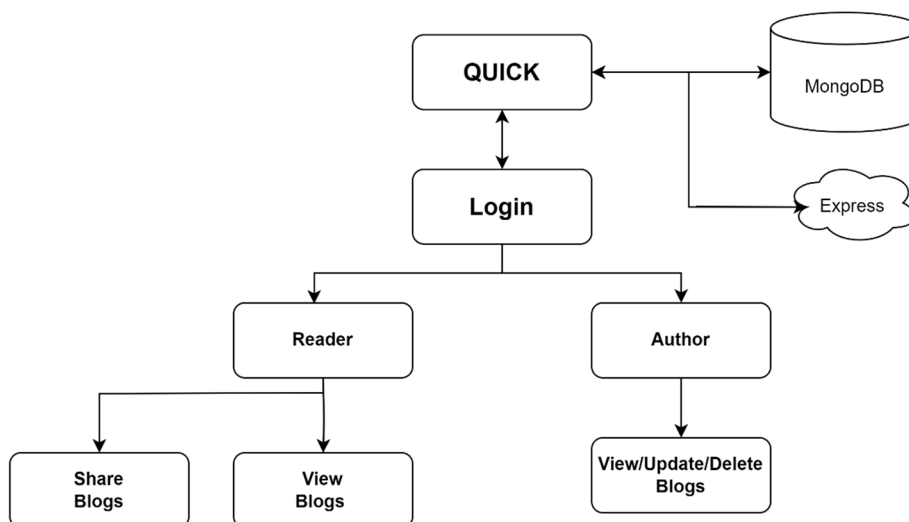 QUICK
MongoDB
Login
Express
Reader
Author
Share
Blogs
View
Blogs
View/Update/Delete
Blogs